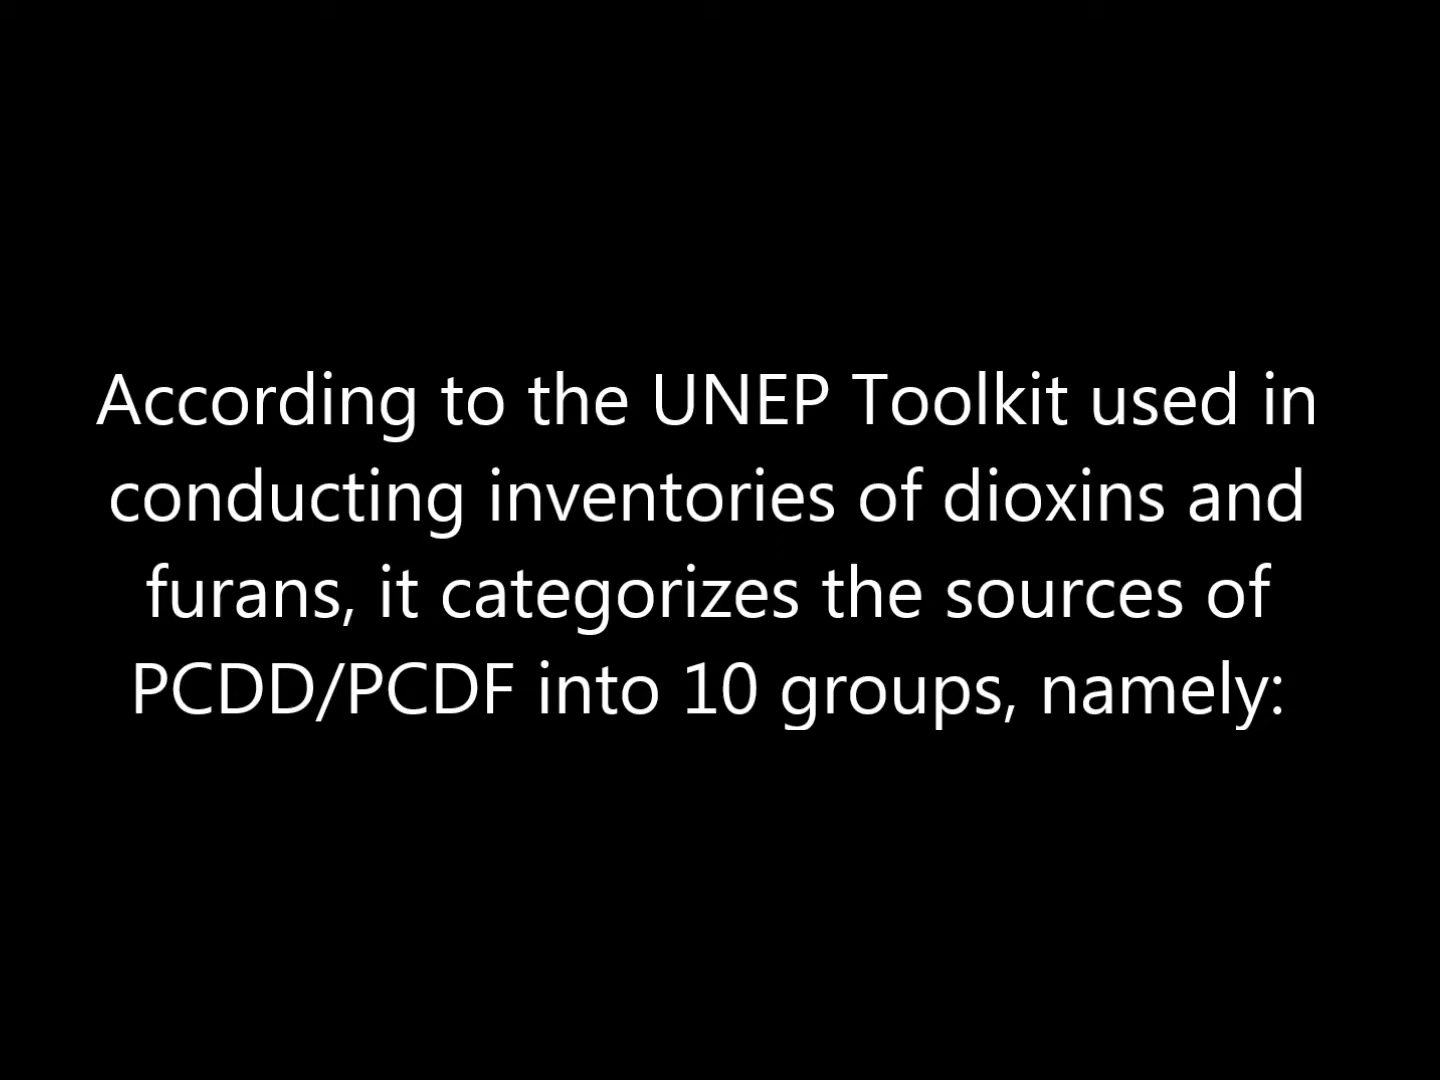 According to the UNEP Toolkit used in
conducting inventories of dioxins and
furans, it categorizes the sources of
PCDD/PCDF into 10 groups, namely: